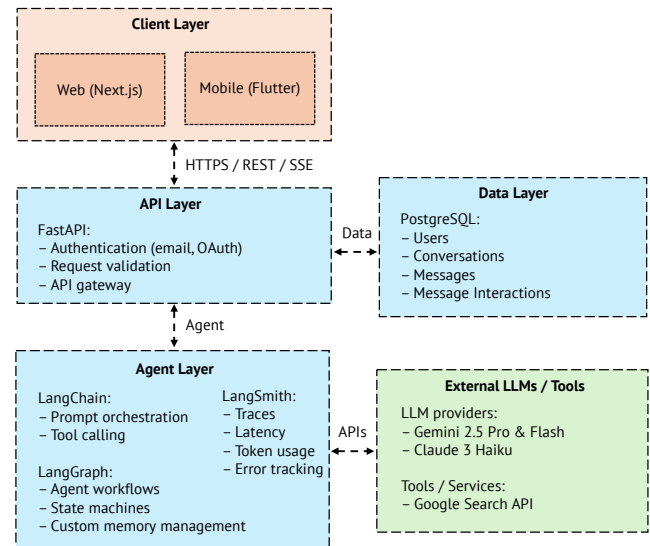 Client Layer
Web (Next.js)
Mobile (Flutter)
HTTPS / REST / SSE
API Layer
FastAPI:
– Authentication (email, OAuth)
– Request validation
– API gateway
Data
Data Layer
PostgreSQL:
– Users
– Conversations
– Messages
– Message Interactions
Agent
Agent Layer
LangChain:
– Prompt orchestration
– Tool calling
LangGraph:
– Agent workflows
– State machines
– Custom memory management
LangSmith:
– Traces
– Latency
– Token usage
– Error tracking
APIs
External LLMs / Tools
LLM providers:
– Gemini 2.5 Pro & Flash
– Claude 3 Haiku
Tools / Services:
– Google Search API